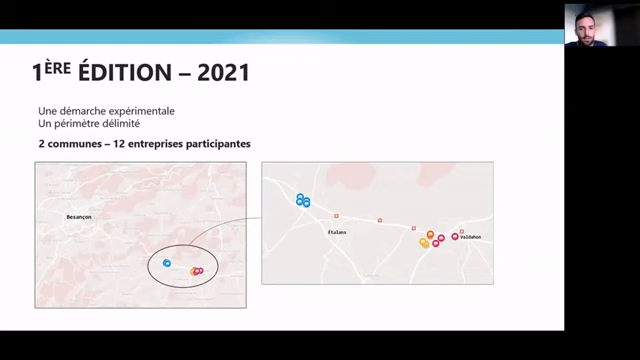 1ÈRE ÉDITION – 2021
Une démarche expérimentale
Un périmètre délimité
2 communes – 12 entreprises participantes
Besançon
Étalans
Valdahon